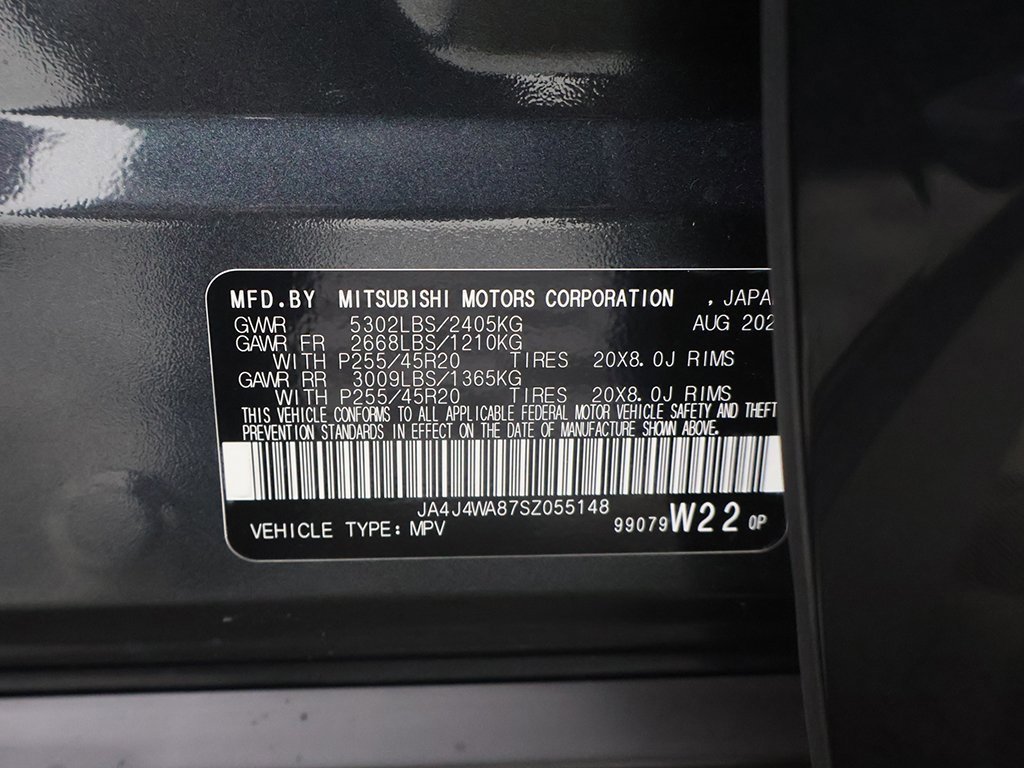 MFD.BY MITSUBISHI MOTORS CORPORATION , JAPA
GVWR 5302LBS/2405KG AUG 202
GAWR FR 2668LBS/1210KG
WITH P255/45R20 TIRES 20X8.0J RIMS
GAWR RR 3009LBS/1365KG
WITH P255/45R20 TIRES 20X8.0J RIMS
THIS VEHICLE CONFORMS TO ALL APPLICABLE FEDERAL MOTOR VEHICLE SAFETY AND THEFT
PREVENTION STANDARDS IN EFFECT ON THE DATE OF MANUFACTURE SHOWN ABOVE.
JA4J4WA87SZ055148
VEHICLE TYPE: MPV 99079 W22 0P